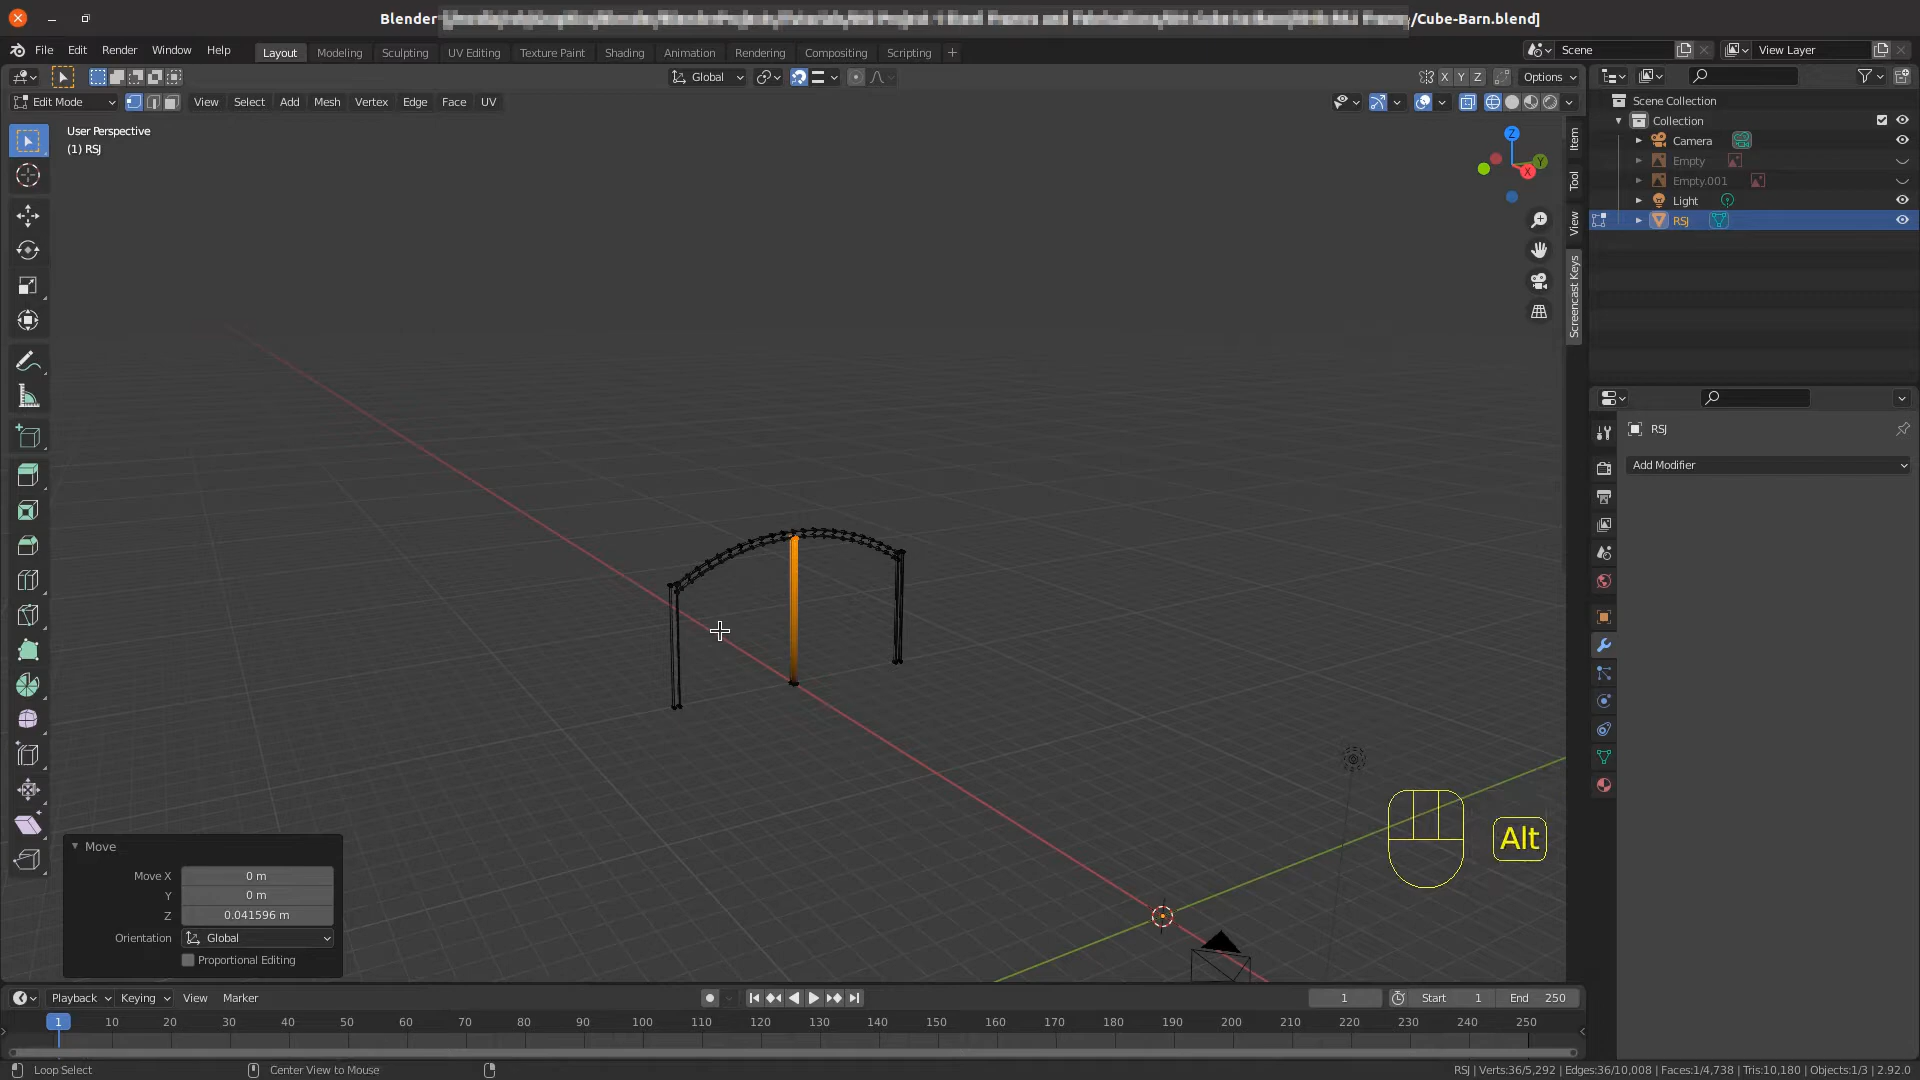 Blender
/Cube-Barn.blend]
File Edit Render Window Help
Layout Modeling Sculpting UV Editing Texture Paint Shading Animation Rendering Compositing Scripting
Scene
View Layer
Global
X Y Z
Options
Edit Mode
View Select Add Mesh Vertex Edge Face UV
User Perspective
(1) RSJ
Z
Y
X
Item
Tool
View
Screencast Keys
Scene Collection
Collection
Camera
Empty
Empty.001
Light
RSJ
RSJ
Add Modifier
Alt
Move
Move X 0 m
Y 0 m
Z 0.041596 m
Orientation Global
Proportional Editing
Playback Keying View Marker
1
Start 1
End 250
1 10 20 30 40 50 60 70 80 90 100 110 120 130 140 150 160 170 180 190 200 210 220 230 240 250
Loop Select
Center View to Mouse
RSJ | Verts:36/5,292 | Edges:36/10,008 | Faces:1/4,738 | Tris:10,180 | Objects:1/3 | 2.92.0